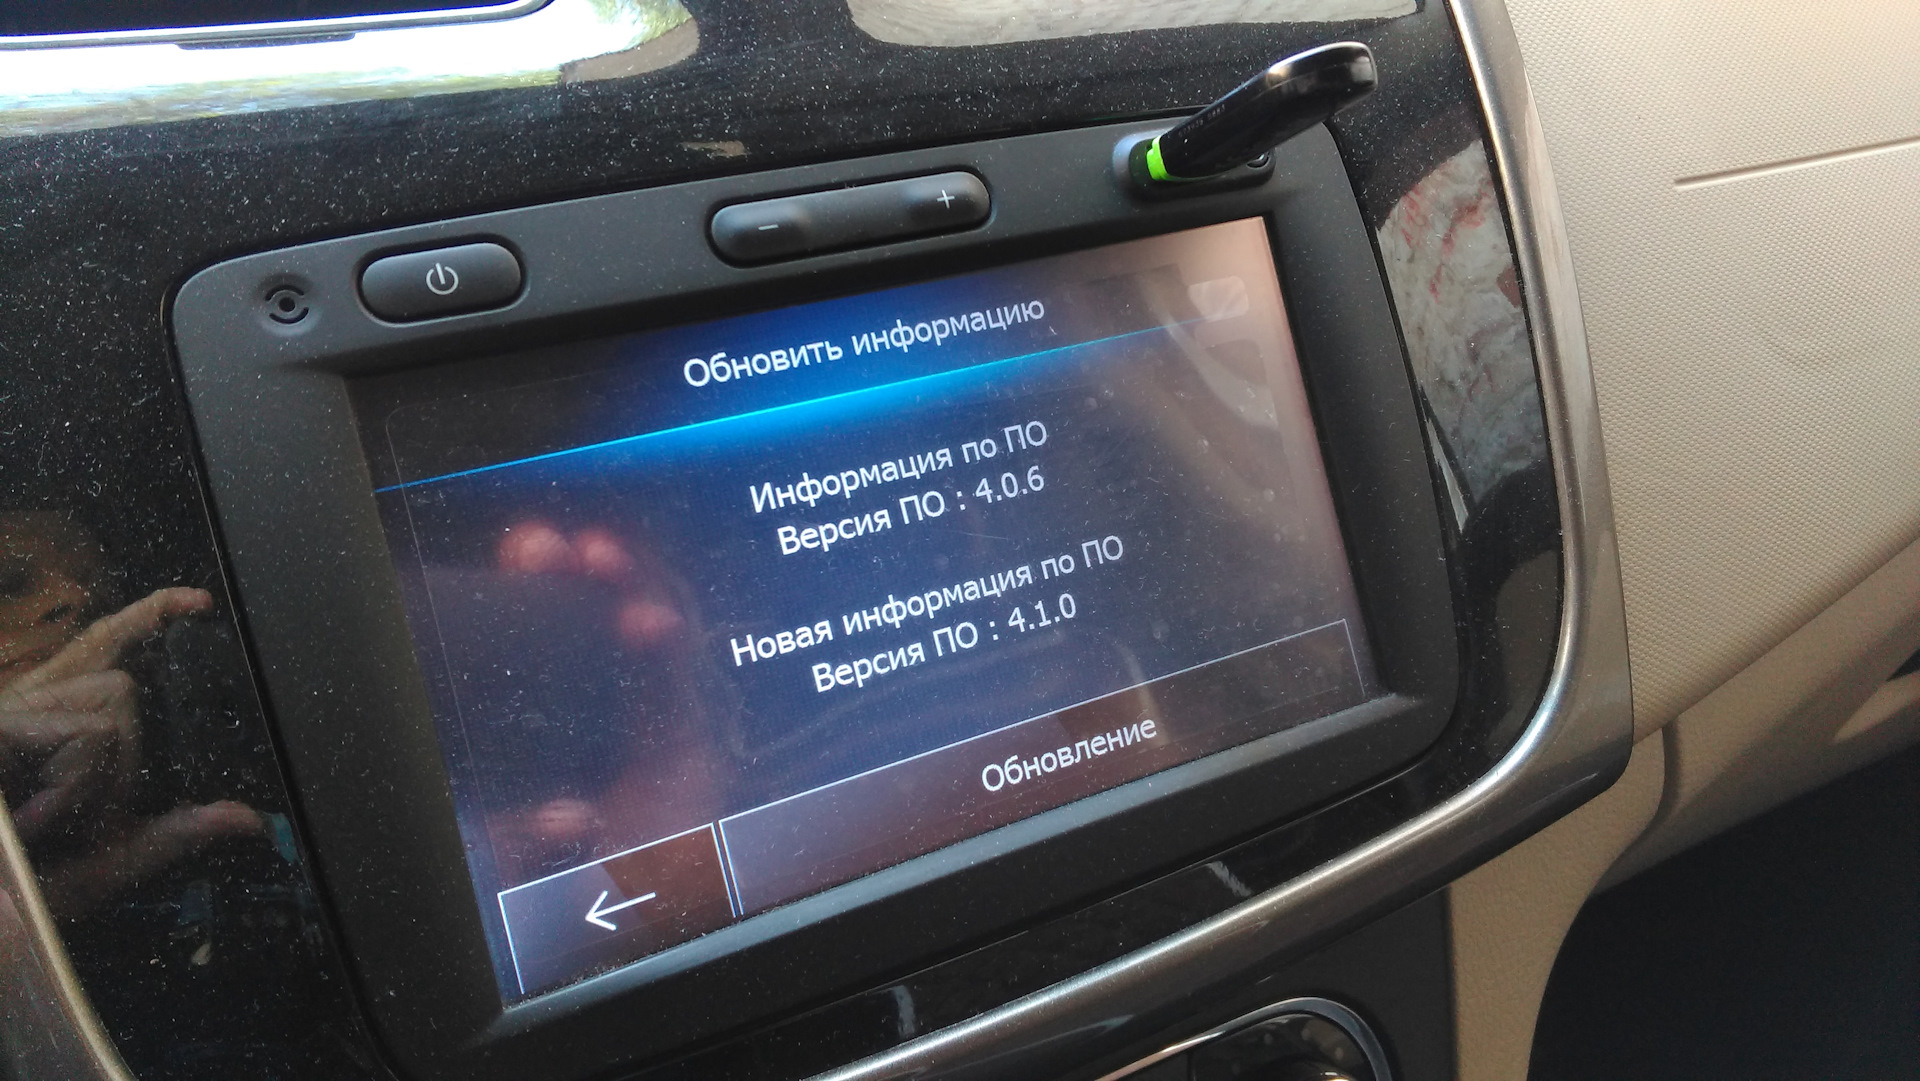 Обновить информацию
Информация по ПО
Версия ПО : 4.0.6
Новая информация по ПО
Версия ПО : 4.1.0
Обновление